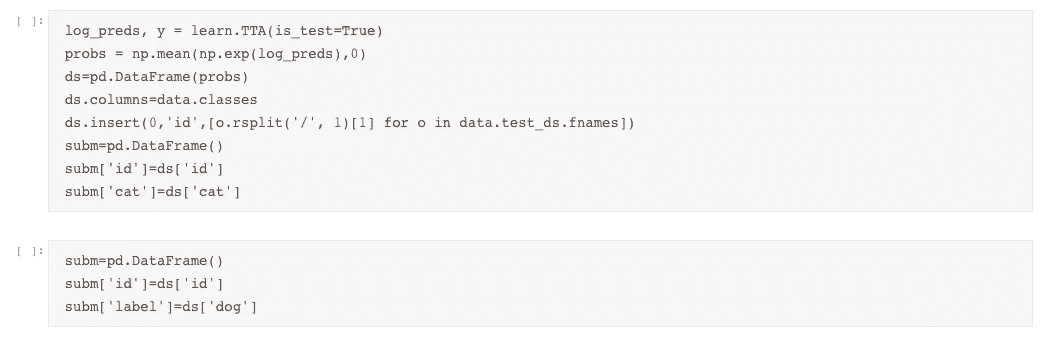 [ ]:
log_preds, y = learn.TTA(is_test=True)
probs = np.mean(np.exp(log_preds),0)
ds=pd.DataFrame(probs)
ds.columns=data.classes
ds.insert(0,'id',[o.rsplit('/', 1)[1] for o in data.test_ds.fnames])
subm=pd.DataFrame()
subm['id']=ds['id']
subm['cat']=ds['cat']
[ ]:
subm=pd.DataFrame()
subm['id']=ds['id']
subm['label']=ds['dog']